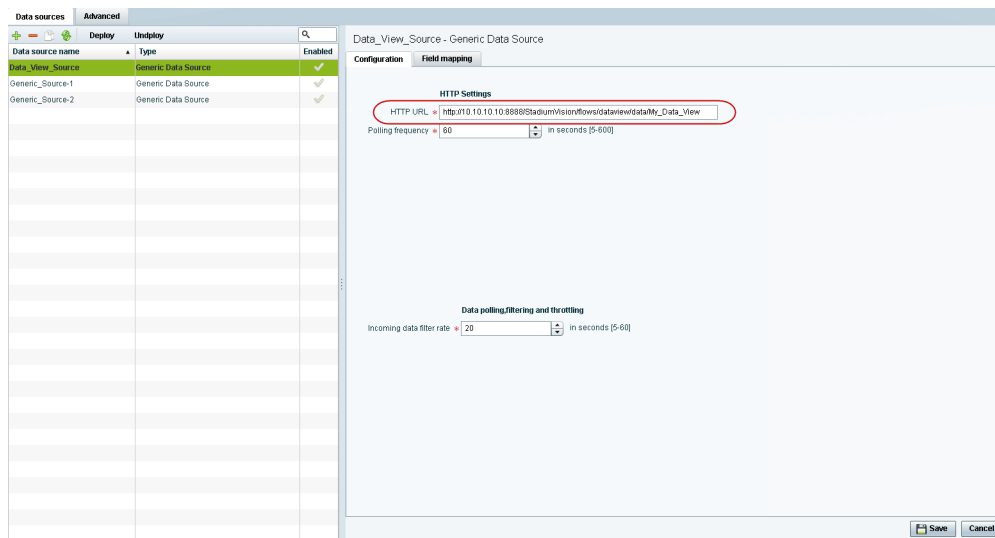 Data sources Advanced
Deploy Undploy
Data source name Type Enabled
Data_View_Source Generic Data Source
Generic_Source-1 Generic Data Source
Generic_Source-2 Generic Data Source
Data_View_Source - Generic Data Source
Configuration Field mapping
HTTP Settings
HTTP URL * http://10.10.10.10:8888/StadiumVision/flows/dataview/data/My_Data_View
Polling frequency * 60 in seconds [5-600]
Data polling,filtering and throttling
Incoming data filter rate * 20 in seconds [5-60]
Save Cancel